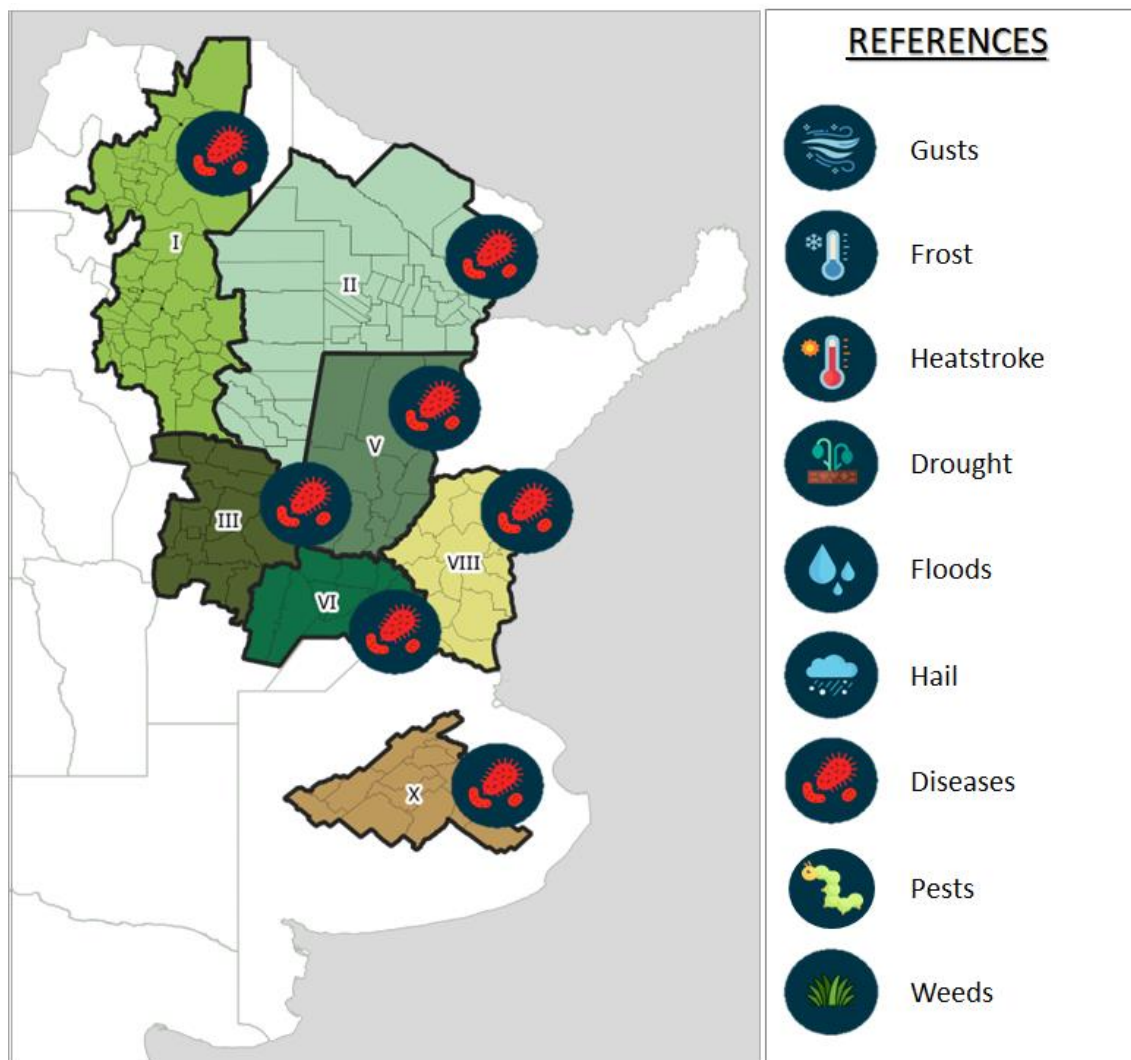 REFERENCES
I
II
V
III
VIII
VI
X
Gusts
Frost
Heatstroke
Drought
Floods
Hail
Diseases
Pests
Weeds